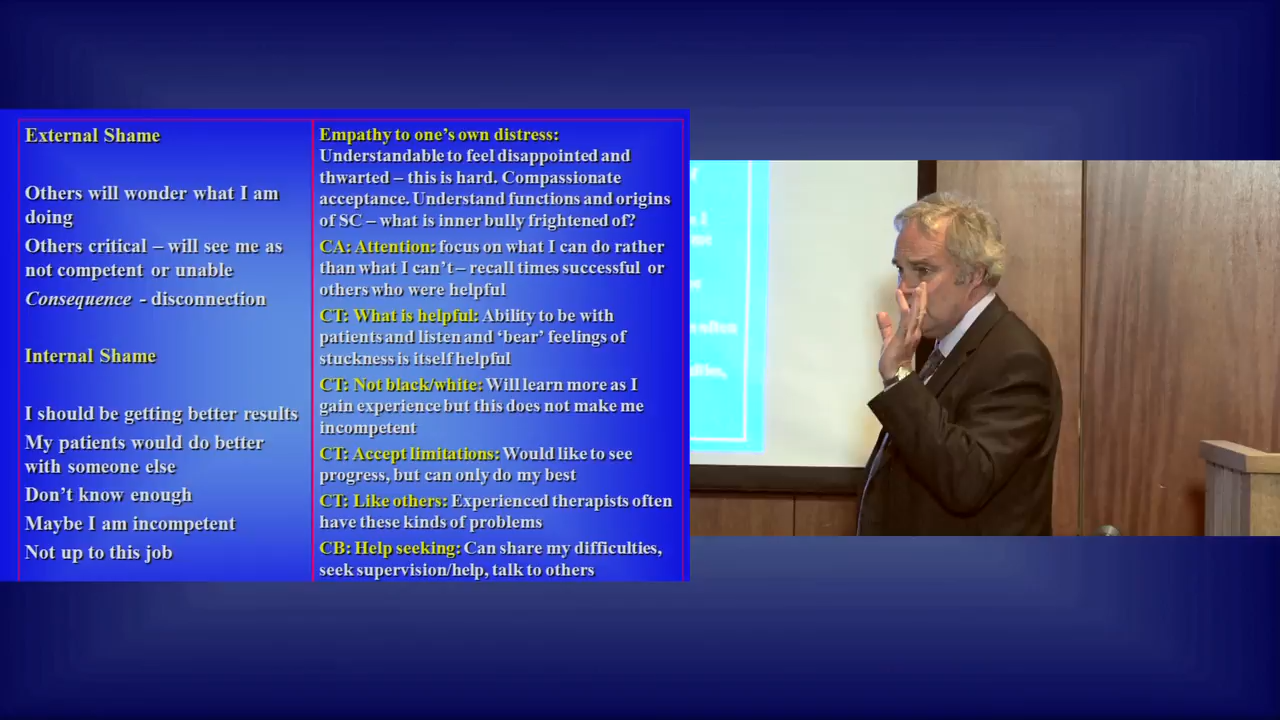 External Shame
Others will wonder what I am
doing
Others critical – will see me as
not competent or unable
Consequence - disconnection
Internal Shame
I should be getting better results
My patients would do better
with someone else
Don't know enough
Maybe I am incompetent
Not up to this job
Empathy to one's own distress:
Understandable to feel disappointed and
thwarted – this is hard. Compassionate
acceptance. Understand functions and origins
of SC – what is inner bully frightened of?
CA: Attention: focus on what I can do rather
than what I can't – recall times successful or
others who were helpful
CT: What is helpful: Ability to be with
patients and listen and 'bear' feelings of
stuckness is itself helpful
CT: Not black/white: Will learn more as I
gain experience but this does not make me
incompetent
CT: Accept limitations: Would like to see
progress, but can only do my best
CT: Like others: Experienced therapists often
have these kinds of problems
CB: Help seeking: Can share my difficulties,
seek supervision/help, talk to others